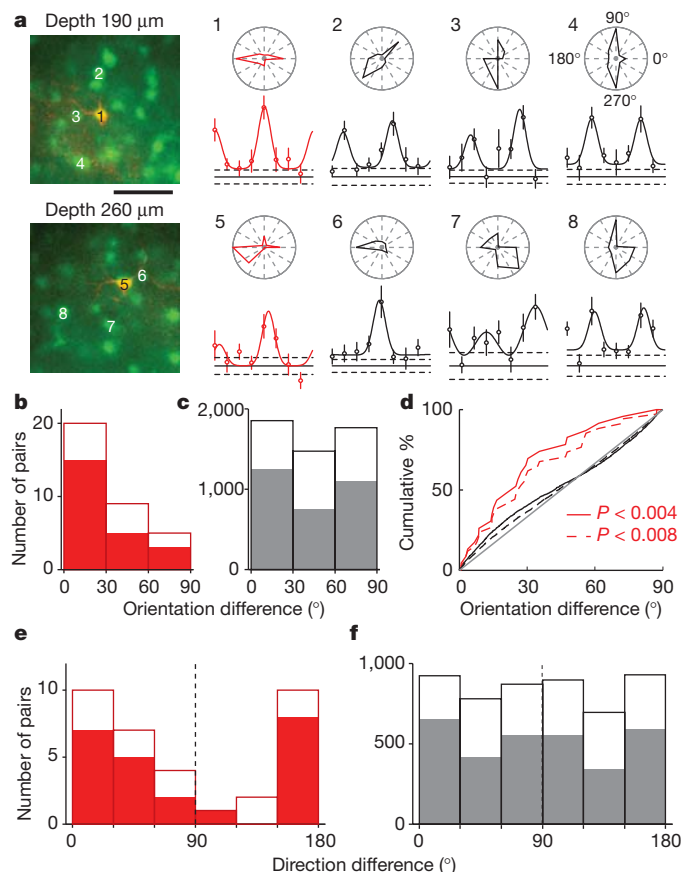 a
Depth 190 µm
1
2
3
4
90°
180°
0°
270°
2
3
1
4
Depth 260 µm
5
6
7
8
6
5
8
7
b
c
d
Number of pairs
20
10
0
0 30 60 90
2,000
1,000
0
0 30 60 90
Orientation difference (°)
Cumulative %
100
50
0
0 30 60 90
Orientation difference (°)
P < 0.004
P < 0.008
e
f
Number of pairs
10
5
0
0 90 180
1,000
500
0
0 90 180
Direction difference (°)